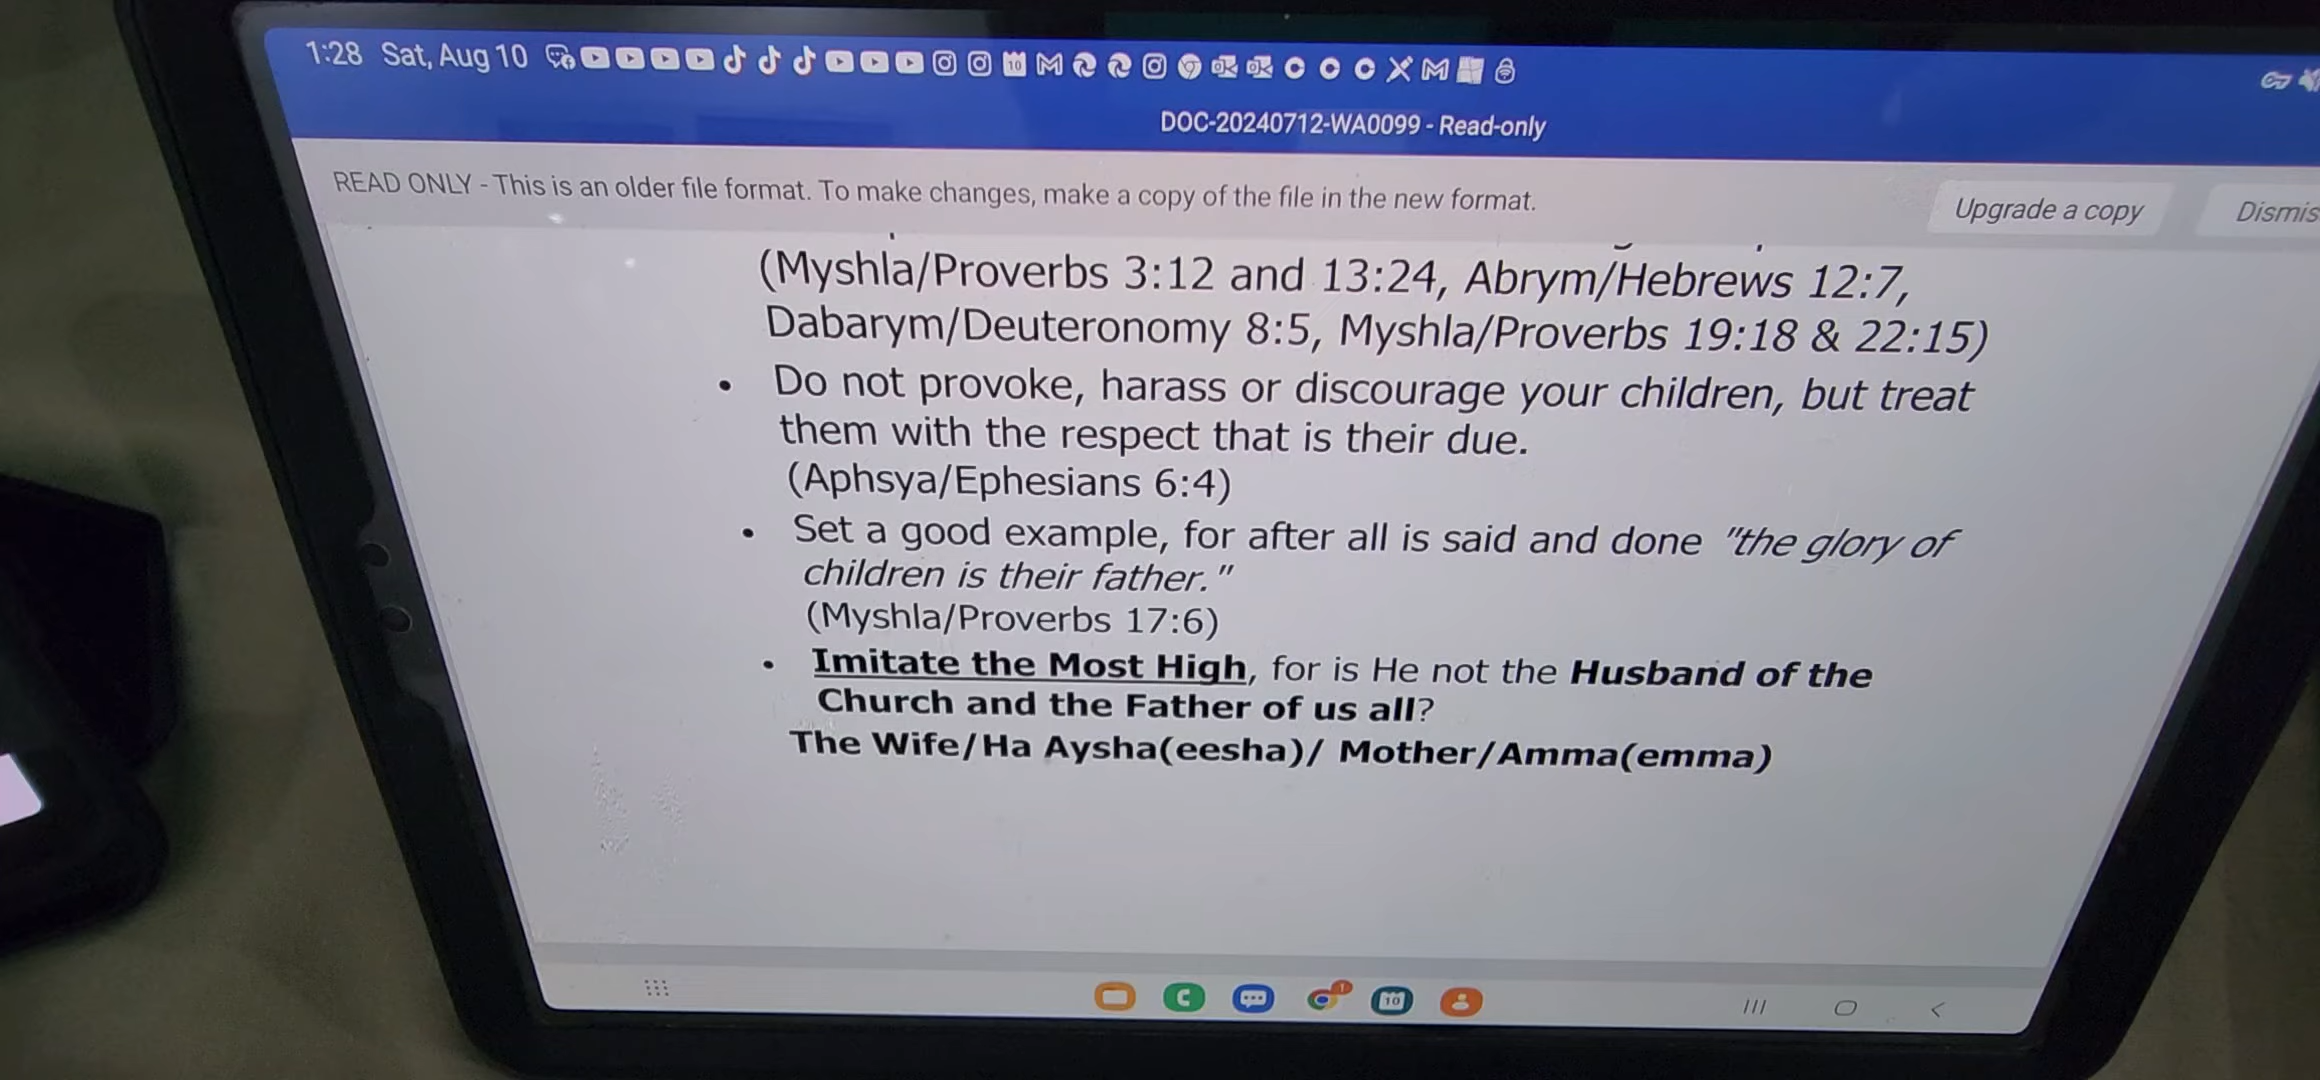 1:28 Sat, Aug 10
DOC-20240712-WA0099 - Read-only
READ ONLY - This is an older file format. To make changes, make a copy of the file in the new format.
Upgrade a copy
Dismis
(Myshla/Proverbs 3:12 and 13:24, Abrym/Hebrews 12:7,
Dabarym/Deuteronomy 8:5, Myshla/Proverbs 19:18 & 22:15)
• Do not provoke, harass or discourage your children, but treat
them with the respect that is their due.
(Aphsya/Ephesians 6:4)
• Set a good example, for after all is said and done "the glory of
children is their father."
(Myshla/Proverbs 17:6)
• Imitate the Most High, for is He not the Husband of the
Church and the Father of us all?
The Wife/Ha Aysha(eesha)/ Mother/Amma(emma)
10